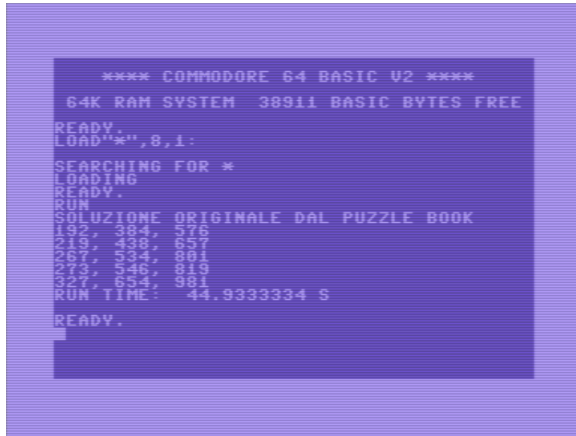 **** COMMODORE 64 BASIC V2 ****
64K RAM SYSTEM  38911 BASIC BYTES FREE
READY.
LOAD"*",8,1:
SEARCHING FOR *
LOADING
READY.
RUN
SOLUZIONE ORIGINALE DAL PUZZLE BOOK
192, 384, 576
219, 438, 657
267, 534, 801
273, 546, 819
327, 654, 981
RUN TIME:  44.9333334 S
READY.